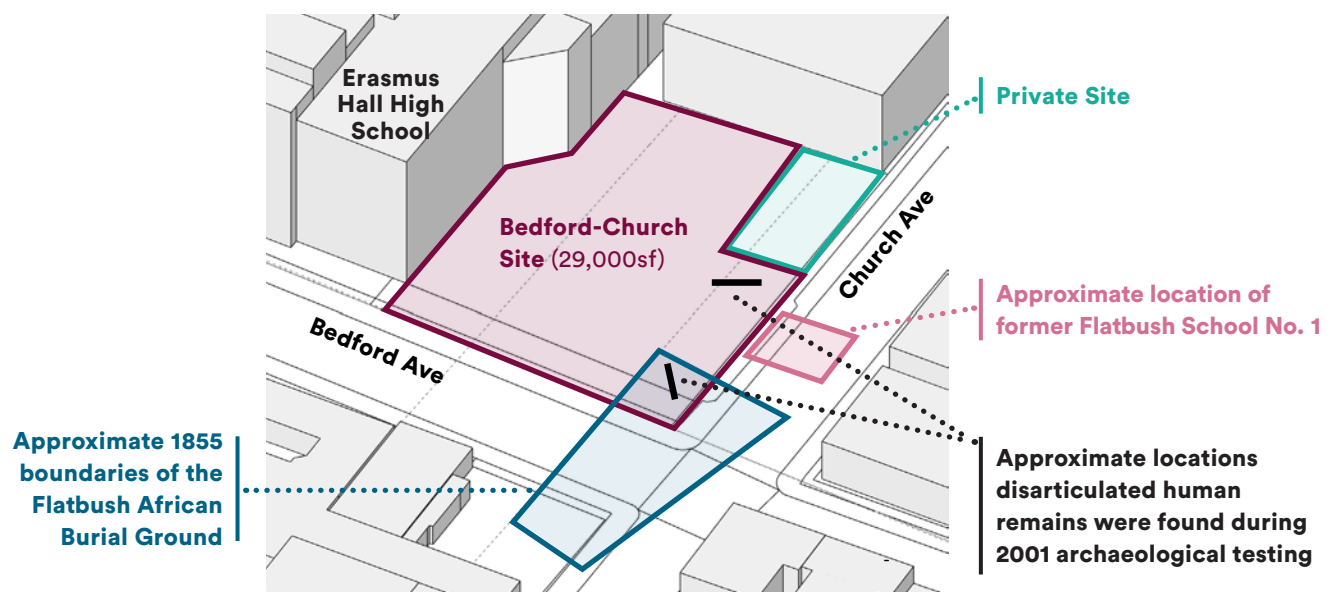 Erasmus
Hall High
School
Private Site
Bedford-Church
Site (29,000sf)
Church Ave
Approximate location of
former Flatbush School No. 1
Bedford Ave
Approximate 1855
boundaries of the
Flatbush African
Burial Ground
Approximate locations
disarticulated human
remains were found during
2001 archaeological testing